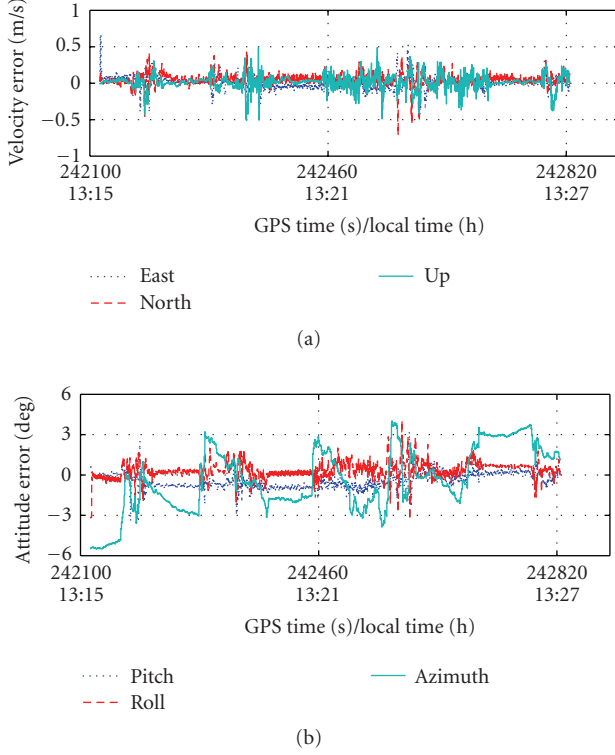 1
0.5
0
−0.5
−1
Velocity error (m/s)
242100 242460 242820
13:15 13:21 13:27
GPS time (s)/local time (h)
East Up
North
(a)
6
3
0
−3
−6
Attitude error (deg)
242100 242460 242820
13:15 13:21 13:27
GPS time (s)/local time (h)
Pitch Azimuth
Roll
(b)